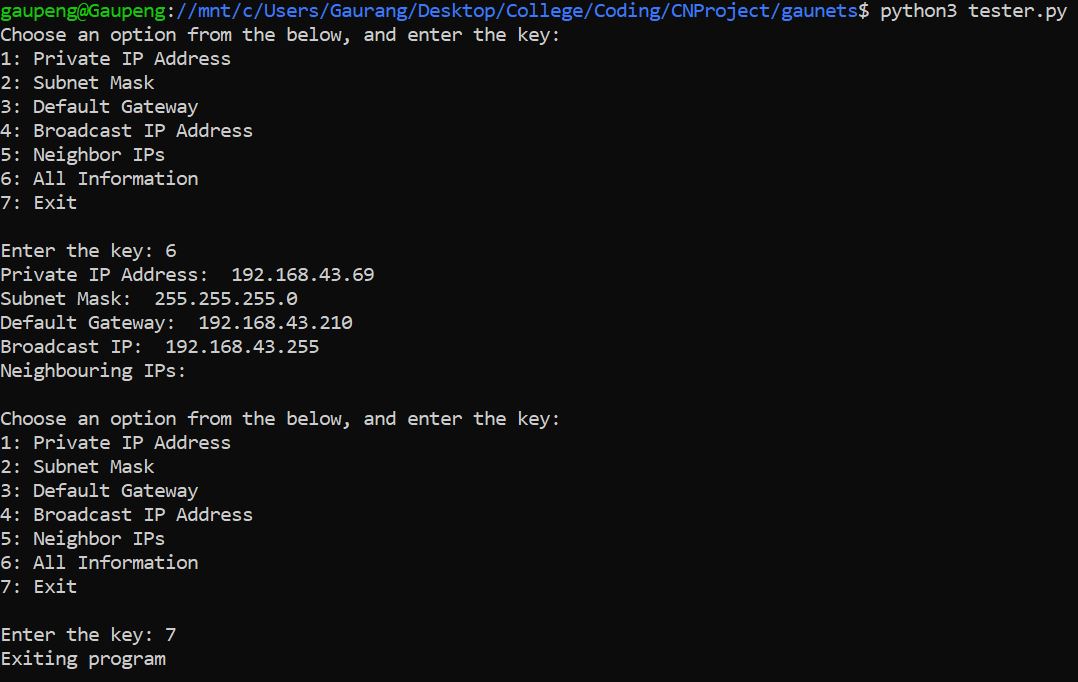 gaupeng@Gaupeng://mnt/c/Users/Gaurang/Desktop/College/Coding/CNProject/gaunets$ python3 tester.py
Choose an option from the below, and enter the key:
1: Private IP Address
2: Subnet Mask
3: Default Gateway
4: Broadcast IP Address
5: Neighbor IPs
6: All Information
7: Exit
Enter the key: 6
Private IP Address:  192.168.43.69
Subnet Mask:  255.255.255.0
Default Gateway:  192.168.43.210
Broadcast IP:  192.168.43.255
Neighbouring IPs:
Choose an option from the below, and enter the key:
1: Private IP Address
2: Subnet Mask
3: Default Gateway
4: Broadcast IP Address
5: Neighbor IPs
6: All Information
7: Exit
Enter the key: 7
Exiting program